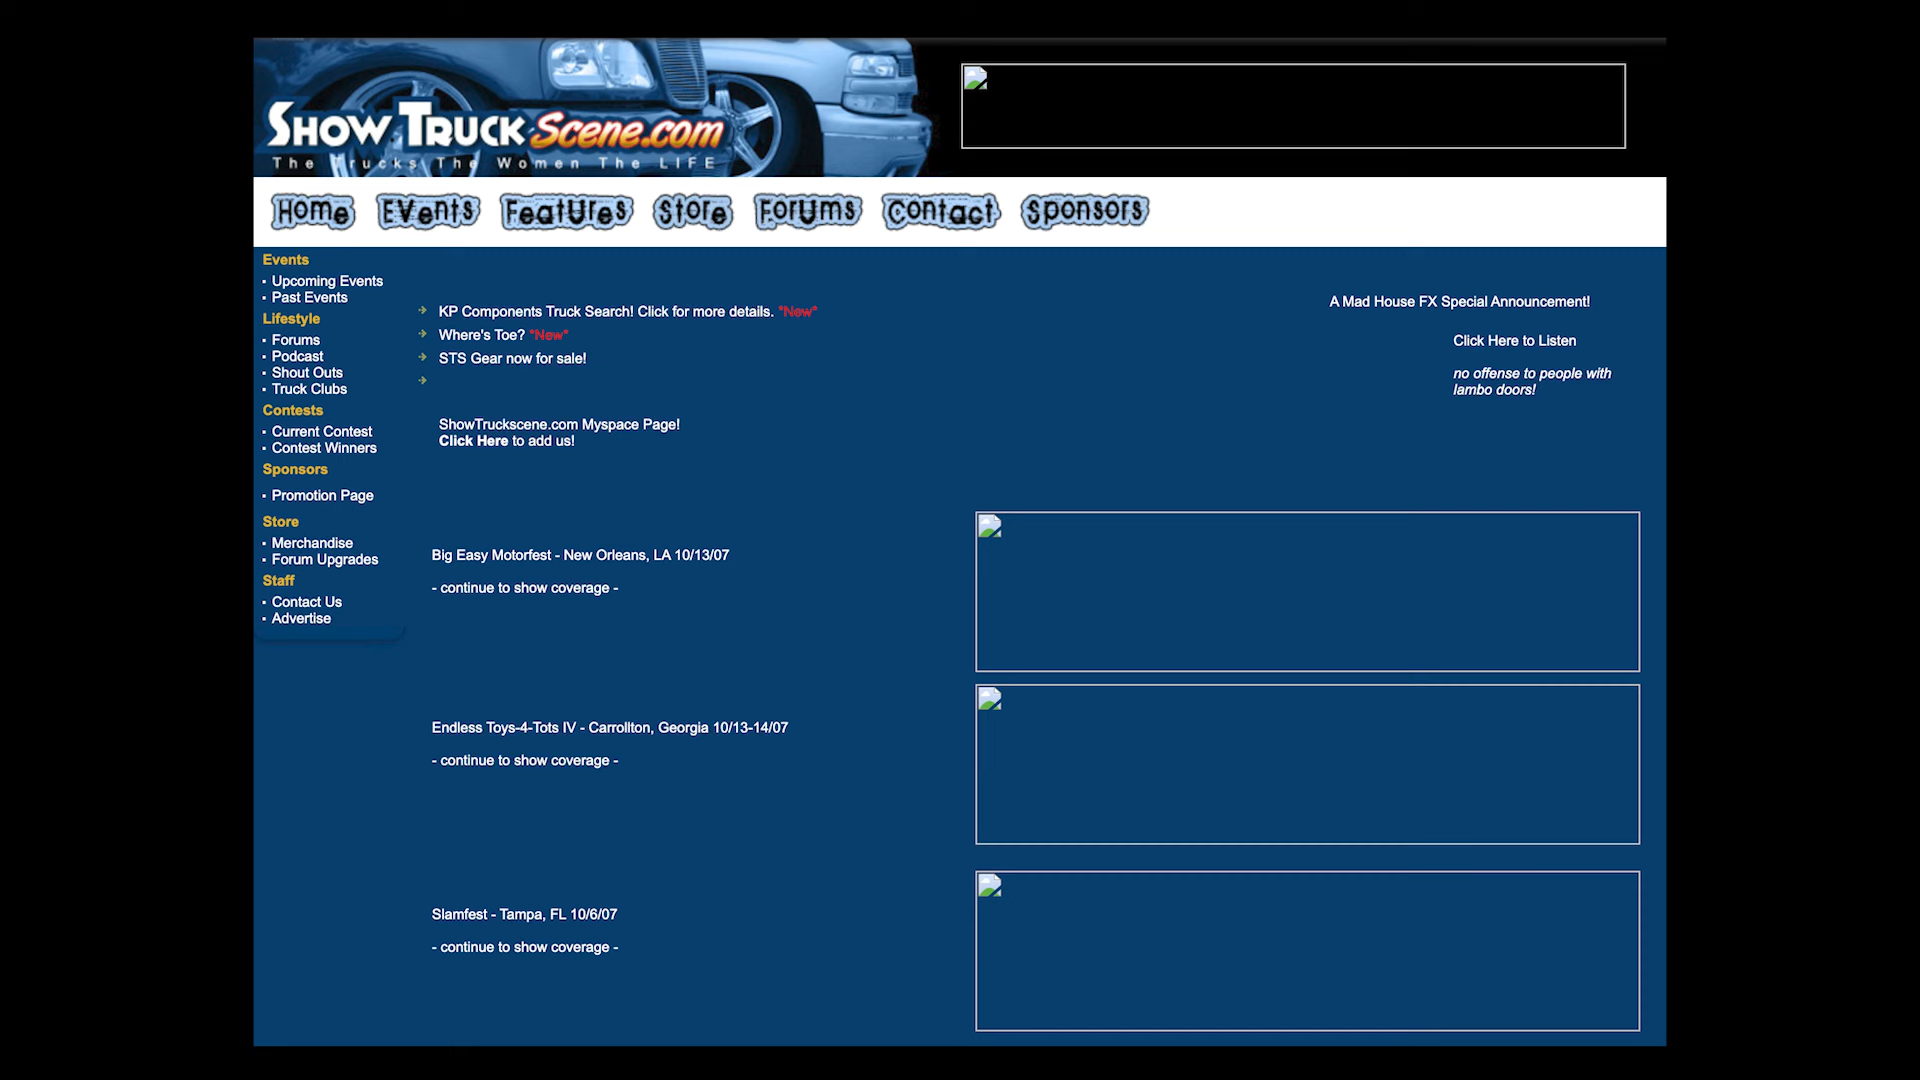 Show Truck Scene.com
The Trucks The Women The LIFE
Home Events Features Store Forums Contact Sponsors
Events
Upcoming Events
Past Events
Lifestyle
Forums
Podcast
Shout Outs
Truck Clubs
Contests
Current Contest
Contest Winners
Sponsors
Promotion Page
Store
Merchandise
Forum Upgrades
Staff
Contact Us
Advertise
KP Components Truck Search! Click for more details. *New*
Where's Toe? *New*
STS Gear now for sale!
ShowTruckscene.com Myspace Page!
Click Here to add us!
A Mad House FX Special Announcement!
Click Here to Listen
no offense to people with
lambo doors!
Big Easy Motorfest - New Orleans, LA 10/13/07
- continue to show coverage -
Endless Toys-4-Tots IV - Carrollton, Georgia 10/13-14/07
- continue to show coverage -
Slamfest - Tampa, FL 10/6/07
- continue to show coverage -